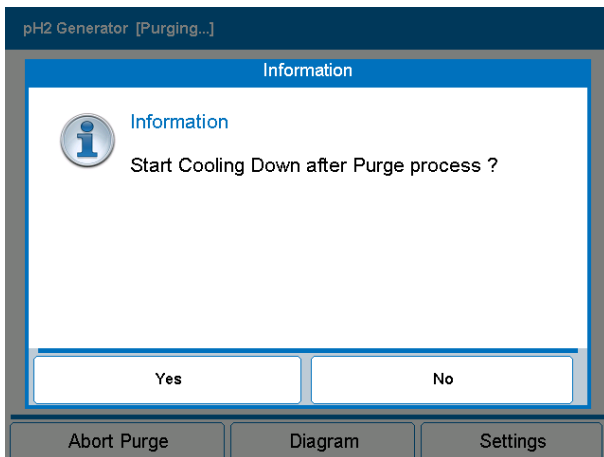 pH2 Generator [Purging...]
Information
Information
Start Cooling Down after Purge process ?
Yes No
Abort Purge Diagram Settings